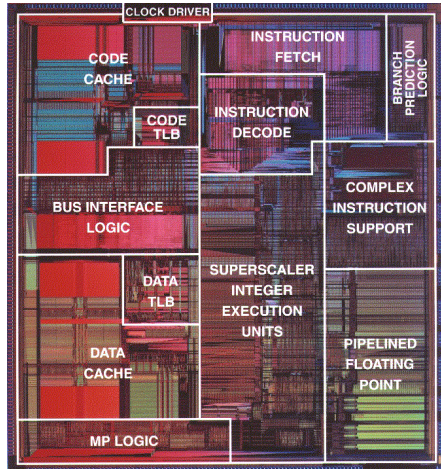 CLOCK DRIVER
CODE
CACHE
CODE
TLB
INSTRUCTION
FETCH
BRANCH
PREDICTION
LOGIC
INSTRUCTION
DECODE
BUS INTERFACE
LOGIC
COMPLEX
INSTRUCTION
SUPPORT
DATA
TLB
SUPERSCALER
INTEGER
EXECUTION
UNITS
DATA
CACHE
PIPELINED
FLOATING
POINT
MP LOGIC